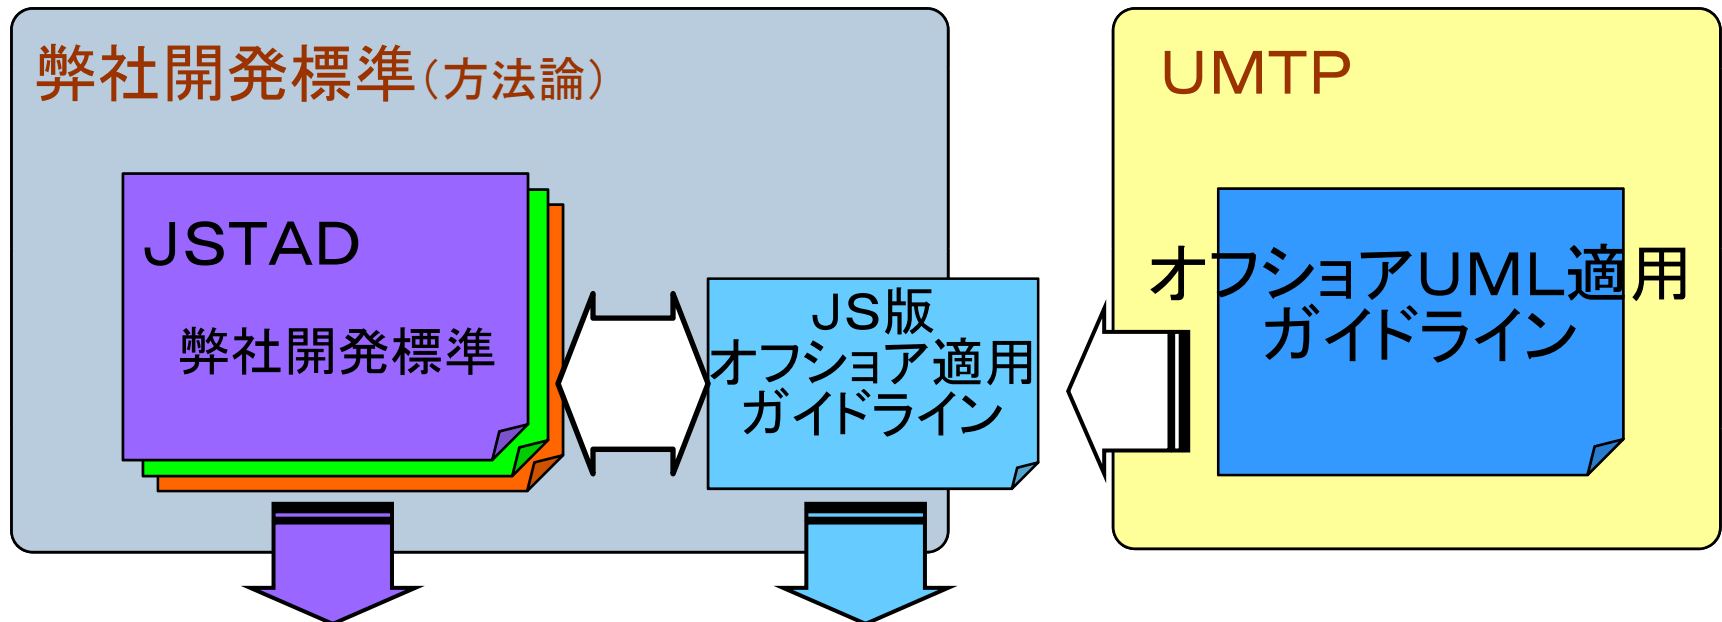 弊社開発標準（方法論）
JSTAD
弊社開発標準
JS版
オフショア適用
ガイドライン
UMTP
オフショアUML適用
ガイドライン